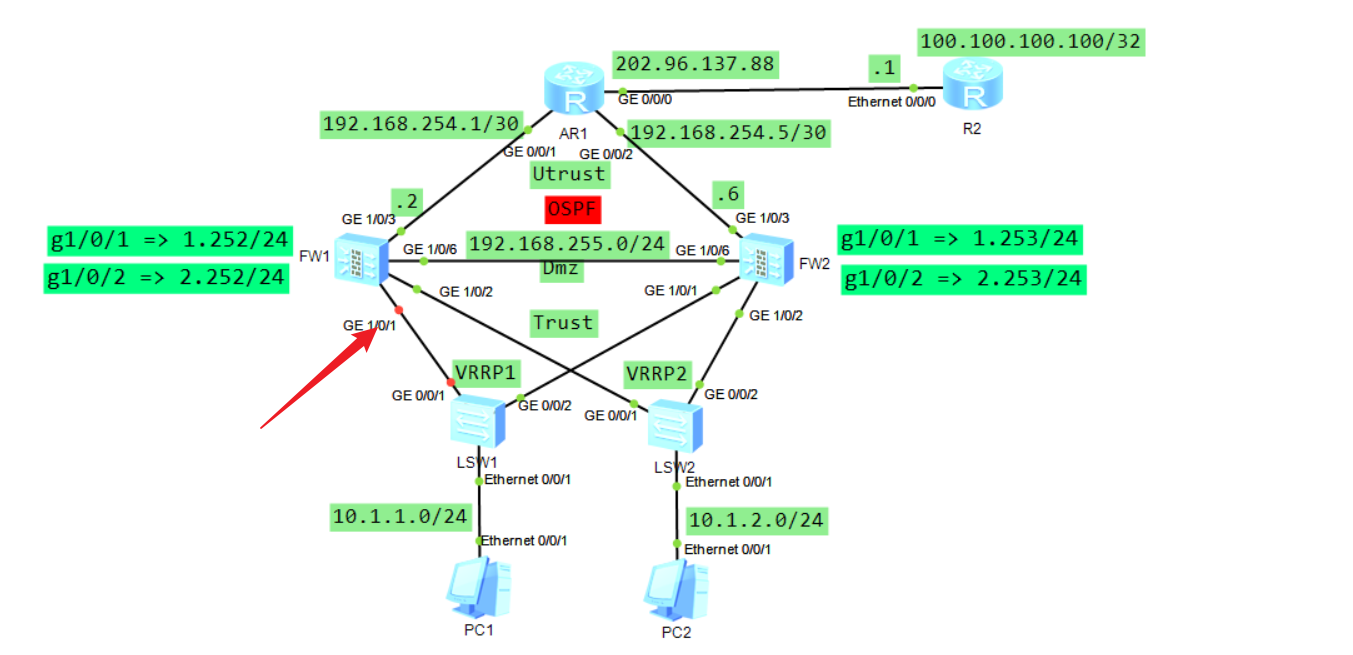 100.100.100.100/32
202.96.137.88
.1
GE 0/0/0
Ethernet 0/0/0
R
R
AR1
R2
192.168.254.1/30
192.168.254.5/30
GE 0/0/1
GE 0/0/2
Utrust
.2
.6
OSPF
GE 1/0/3
GE 1/0/3
g1/0/1 => 1.252/24
g1/0/1 => 1.253/24
GE 1/0/6
192.168.255.0/24
GE 1/0/6
FW1
FW2
Dmz
g1/0/2 => 2.252/24
g1/0/2 => 2.253/24
GE 1/0/2
GE 1/0/1
GE 1/0/1
Trust
GE 1/0/2
VRRP1
VRRP2
GE 0/0/1
GE 0/0/2
GE 0/0/1
GE 0/0/2
LSW1
LSW2
Ethernet 0/0/1
Ethernet 0/0/1
10.1.1.0/24
10.1.2.0/24
Ethernet 0/0/1
Ethernet 0/0/1
PC1
PC2